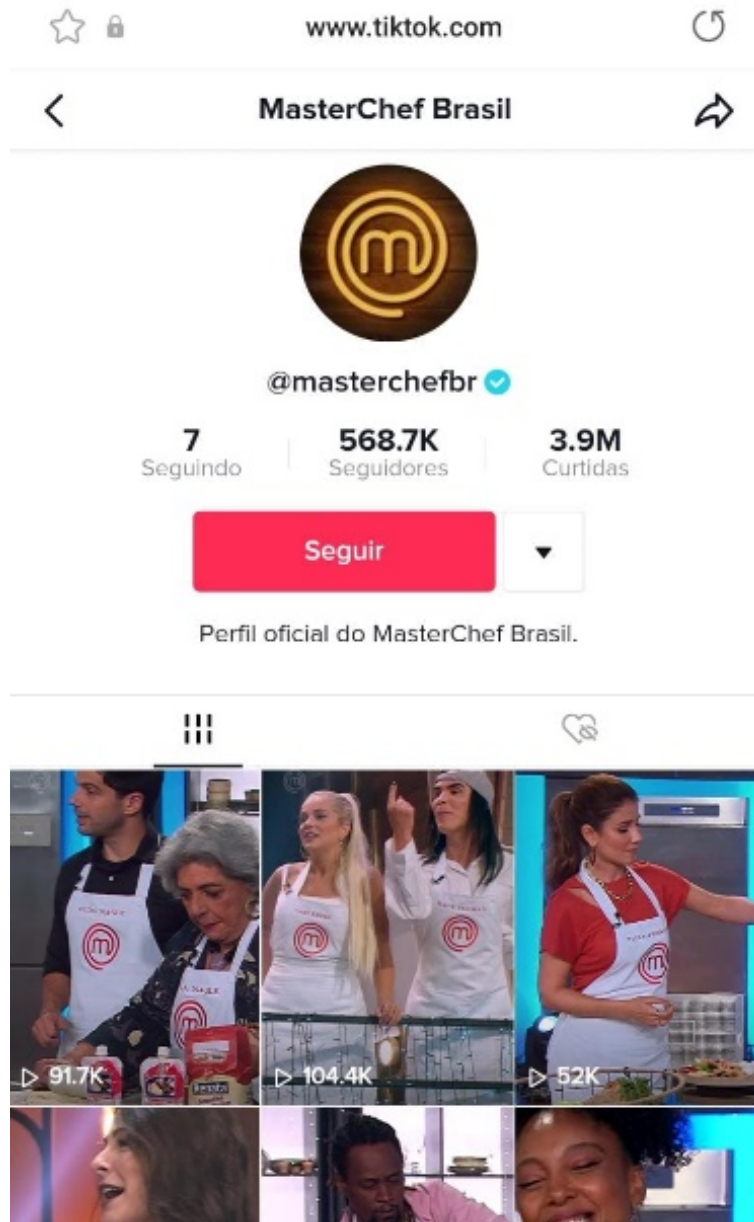 www.tiktok.com
MasterChef Brasil
m
@masterchefbr
7 568.7K 3.9M
Seguindo Seguidores Curtidas
Seguir
Perfil oficial do MasterChef Brasil.
m m m
m
Renata
91.7K 104.4K 52K